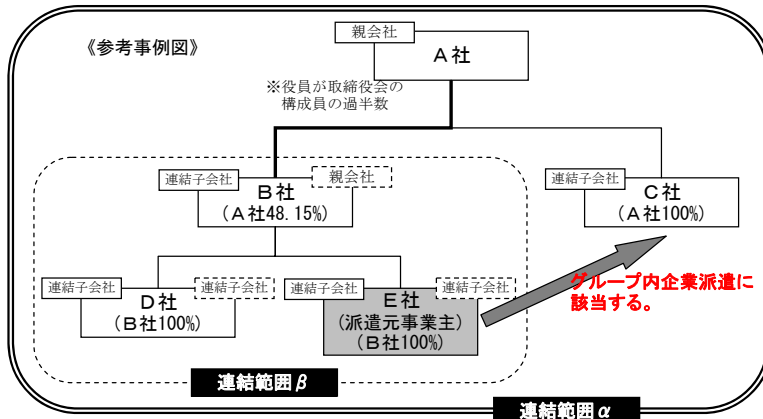 《参考事例図》
親会社
A社
※役員が取締役会の
構成員の過半数
連結子会社
B社
親会社
(A社48.15%)
連結子会社
C社
(A社100%)
連結子会社
D社
連結子会社
(B社100%)
連結子会社
E社
連結子会社
(派遣元事業主)
(B社100%)
グループ内企業派遣に
該当する。
連結範囲β
連結範囲α